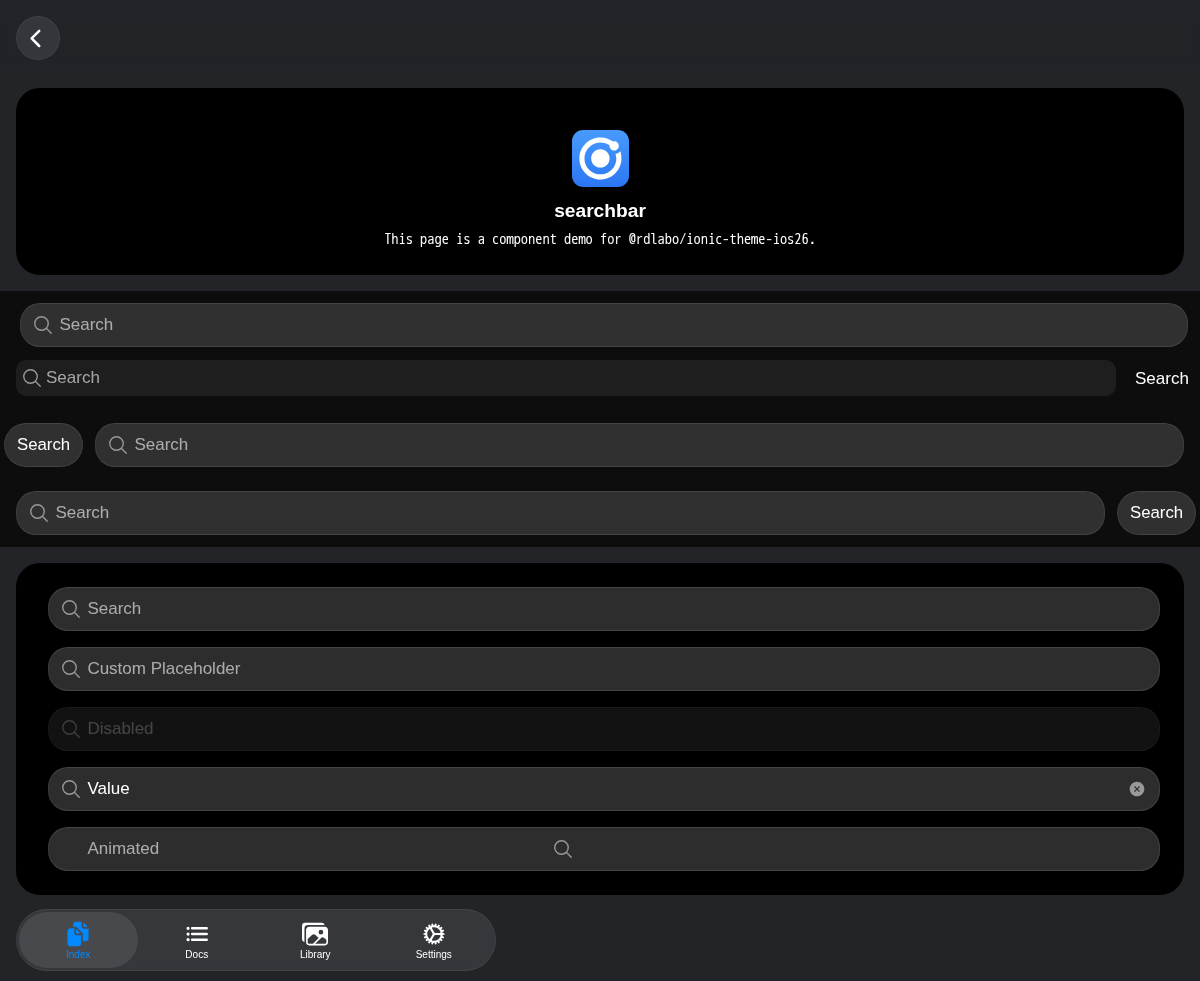 searchbar
This page is a component demo for @rdlabo/ionic-theme-ios26.
Search
Search Search
Search Search
Search Search
Search
Custom Placeholder
Disabled
Value
Animated
Index Docs Library Settings